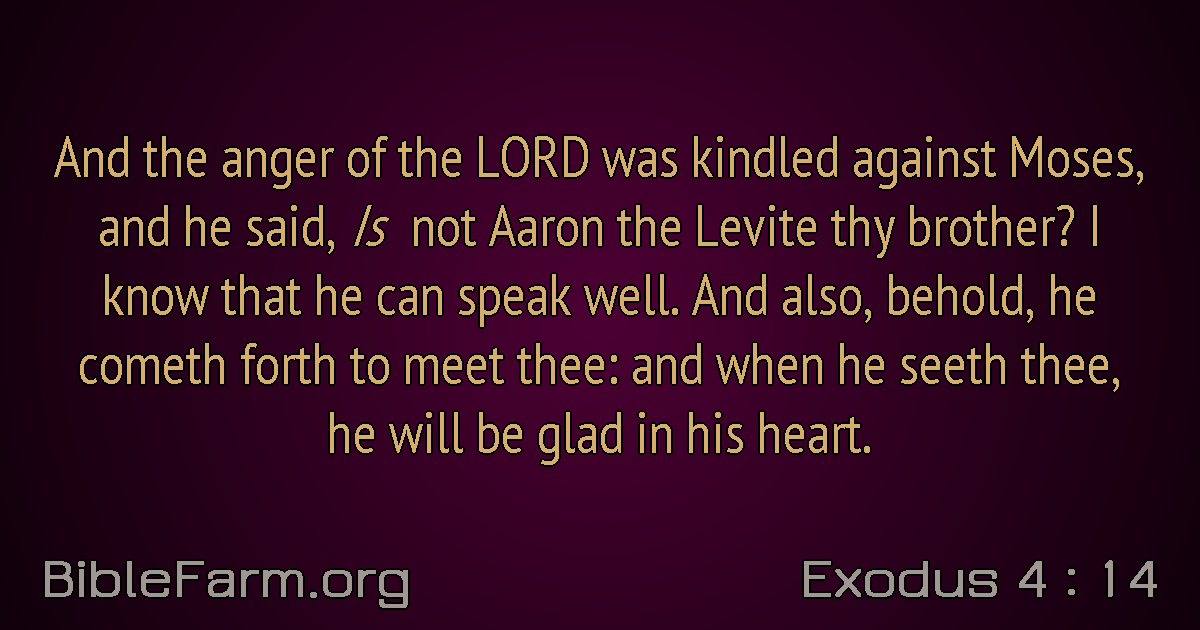 And the anger of the LORD was kindled against Moses,
and he said, Is not Aaron the Levite thy brother? I
know that he can speak well. And also, behold, he
cometh forth to meet thee: and when he seeth thee,
he will be glad in his heart.
BibleFarm.org
Exodus 4 : 14